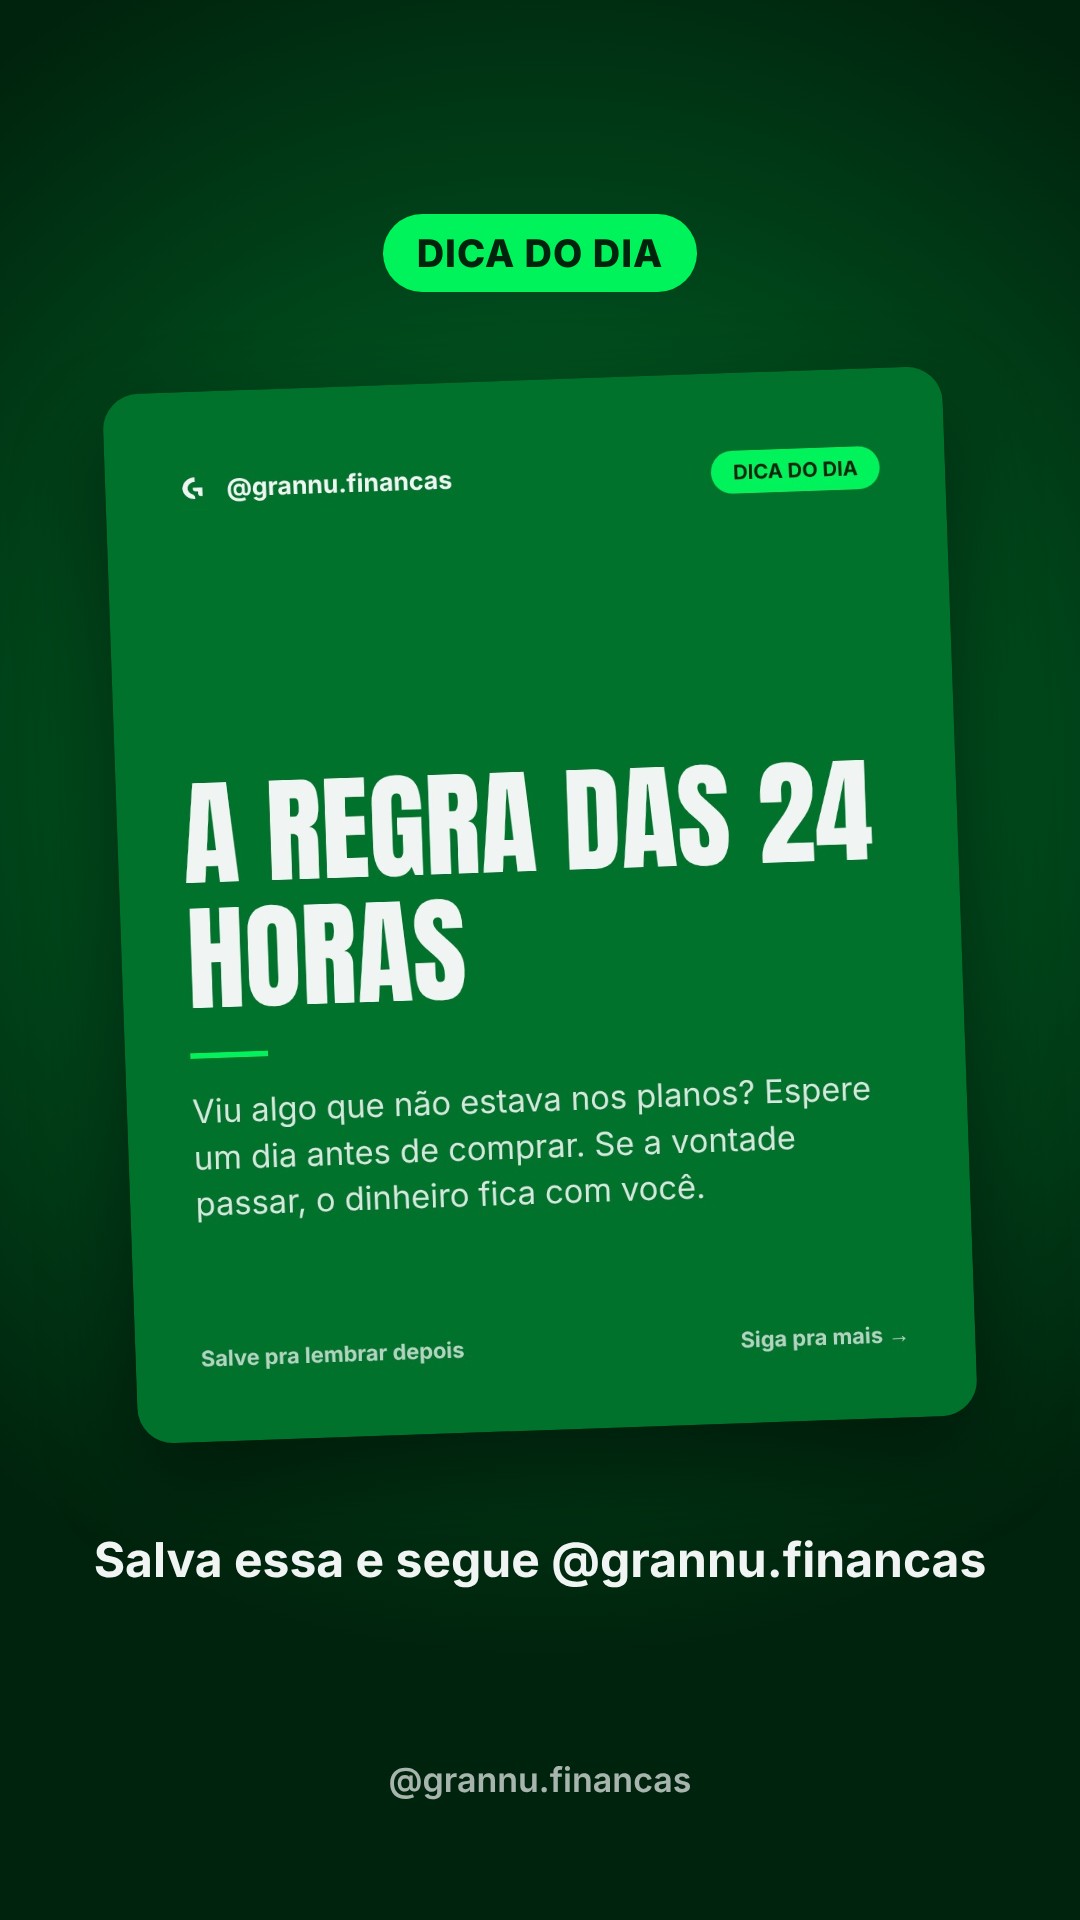 DICA DO DIA
@grannu.financas
DICA DO DIA
A REGRA DAS 24
HORAS
Viu algo que não estava nos planos? Espere
um dia antes de comprar. Se a vontade
passar, o dinheiro fica com você.
Salve pra lembrar depois
Siga pra mais →
Salva essa e segue @grannu.financas
@grannu.financas